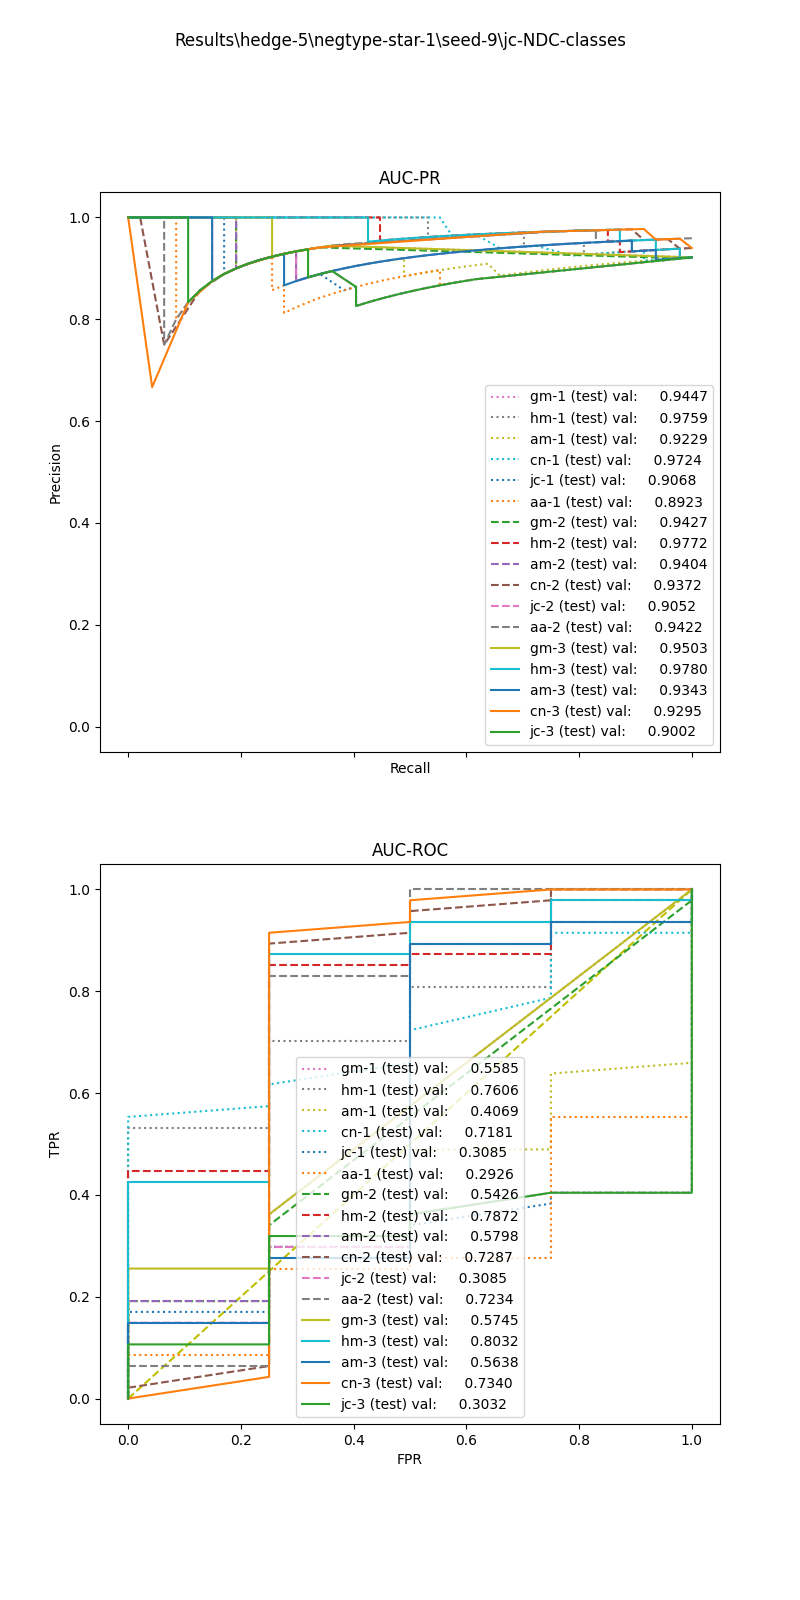 Results\hedge-5\negtype-star-1\seed-9\jc-NDC-classes
AUC-PR
1.0
0.8
0.6
0.4
0.2
0.0
Precision
gm-1 (test) val: 0.9447
hm-1 (test) val: 0.9759
am-1 (test) val: 0.9229
cn-1 (test) val: 0.9724
jc-1 (test) val: 0.9068
aa-1 (test) val: 0.8923
gm-2 (test) val: 0.9427
hm-2 (test) val: 0.9772
am-2 (test) val: 0.9404
cn-2 (test) val: 0.9372
jc-2 (test) val: 0.9052
aa-2 (test) val: 0.9422
gm-3 (test) val: 0.9503
hm-3 (test) val: 0.9780
am-3 (test) val: 0.9343
cn-3 (test) val: 0.9295
jc-3 (test) val: 0.9002
Recall
AUC-ROC
1.0
0.8
0.6
0.4
0.2
0.0
TPR
gm-1 (test) val: 0.5585
hm-1 (test) val: 0.7606
am-1 (test) val: 0.4069
cn-1 (test) val: 0.7181
jc-1 (test) val: 0.3085
aa-1 (test) val: 0.2926
gm-2 (test) val: 0.5426
hm-2 (test) val: 0.7872
am-2 (test) val: 0.5798
cn-2 (test) val: 0.7287
jc-2 (test) val: 0.3085
aa-2 (test) val: 0.7234
gm-3 (test) val: 0.5745
hm-3 (test) val: 0.8032
am-3 (test) val: 0.5638
cn-3 (test) val: 0.7340
jc-3 (test) val: 0.3032
0.0 0.2 0.4 0.6 0.8 1.0
FPR